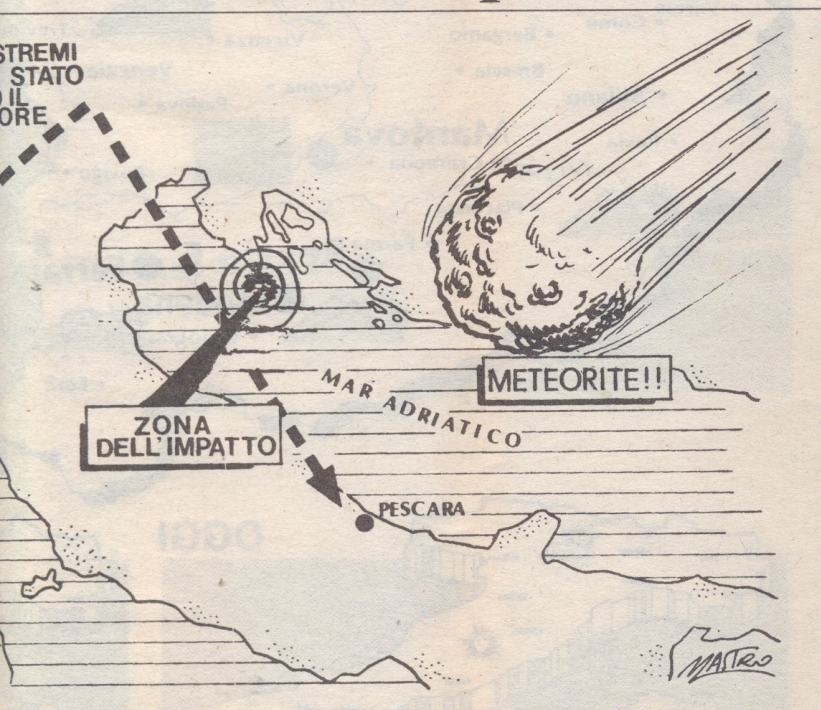 STREMI
STATO
IL
ORE
METEORITE!!
MAR ADRIATICO
ZONA
DELL'IMPATTO
PESCARA
MASTRO